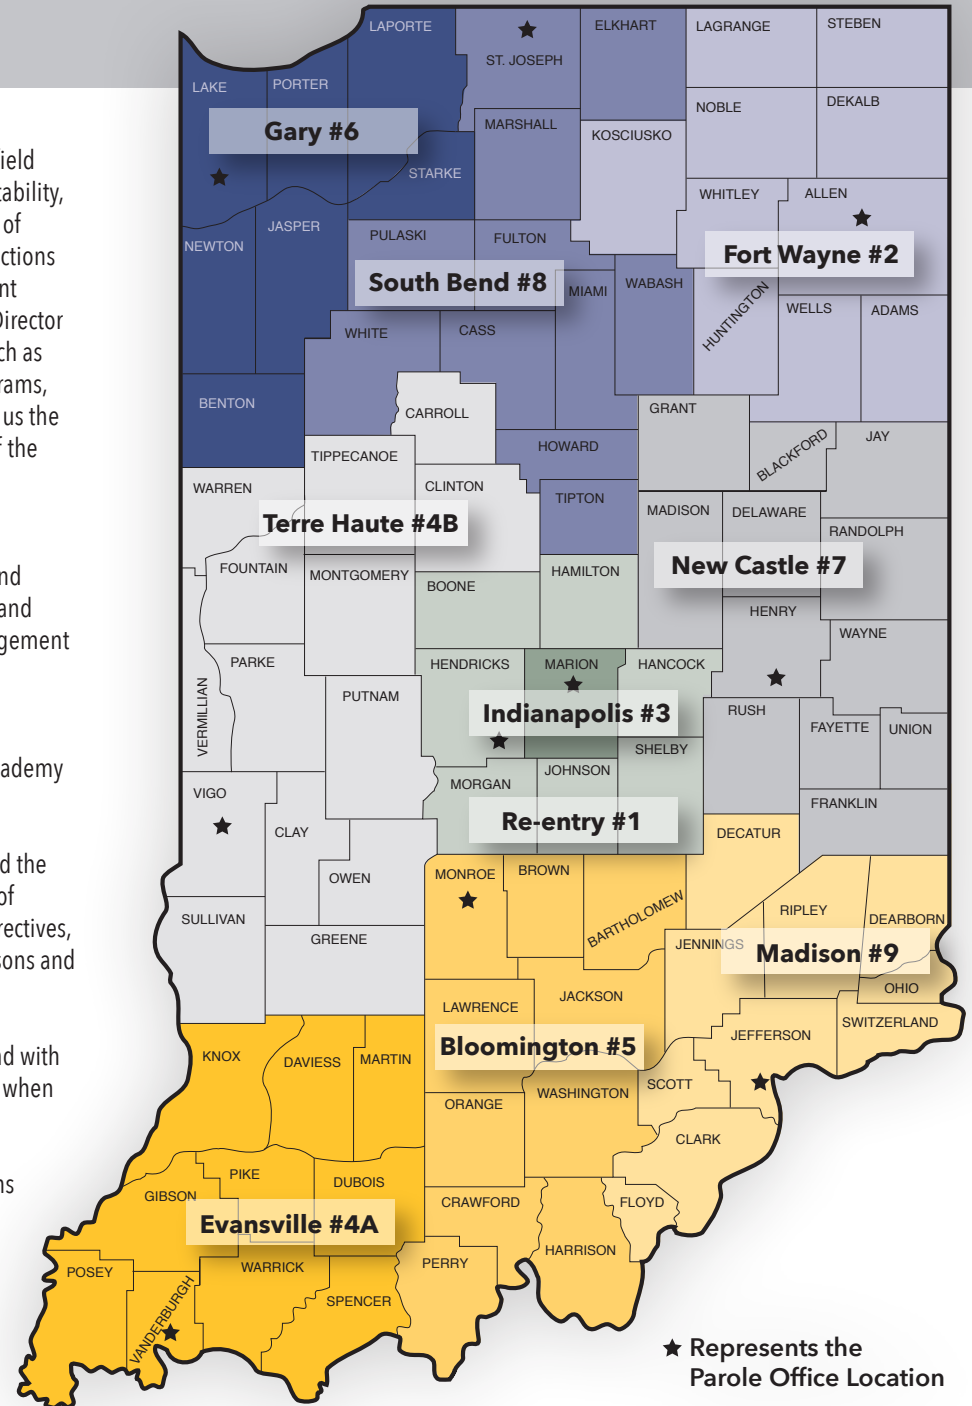 ield
tability,
of
ctions
nt
Director
ch as
rams,
us the
f the
nd
and
gement
ademy
d the
of
rectives,
sons and
nd with
when
ns
LAPORTE
ELKHART
LAGRANGE
STEBEN
LAKE
PORTER
ST. JOSEPH
NOBLE
DEKALB
Gary #6
MARSHALL
KOSCIUSKO
STARKE
WHITLEY
ALLEN
NEWTON
JASPER
PULASKI
FULTON
Fort Wayne #2
South Bend #8
MIAMI
WABASH
HUNTINGTON
WELLS
ADAMS
WHITE
CASS
BENTON
CARROLL
GRANT
BLACKFORD
JAY
HOWARD
TIPPECANOE
WARREN
CLINTON
TIPTON
MADISON
DELAWARE
RANDOLPH
Terre Haute #4B
New Castle #7
FOUNTAIN
MONTGOMERY
BOONE
HAMILTON
HENRY
WAYNE
PARKE
HENDRICKS
MARION
HANCOCK
VERMILLIAN
PUTNAM
Indianapolis #3
RUSH
FAYETTE
UNION
SHELBY
MORGAN
JOHNSON
VIGO
FRANKLIN
CLAY
Re-entry #1
DECATUR
OWEN
MONROE
BROWN
BARTHOLOMEW
RIPLEY
DEARBORN
SULLIVAN
GREENE
JENNINGS
Madison #9
OHIO
LAWRENCE
JACKSON
SWITZERLAND
JEFFERSON
Bloomington #5
KNOX
DAVIESS
MARTIN
SCOTT
WASHINGTON
ORANGE
CLARK
PIKE
DUBOIS
GIBSON
CRAWFORD
FLOYD
Evansville #4A
HARRISON
POSEY
WARRICK
PERRY
VANDERBURGH
SPENCER
Represents the
Parole Office Location